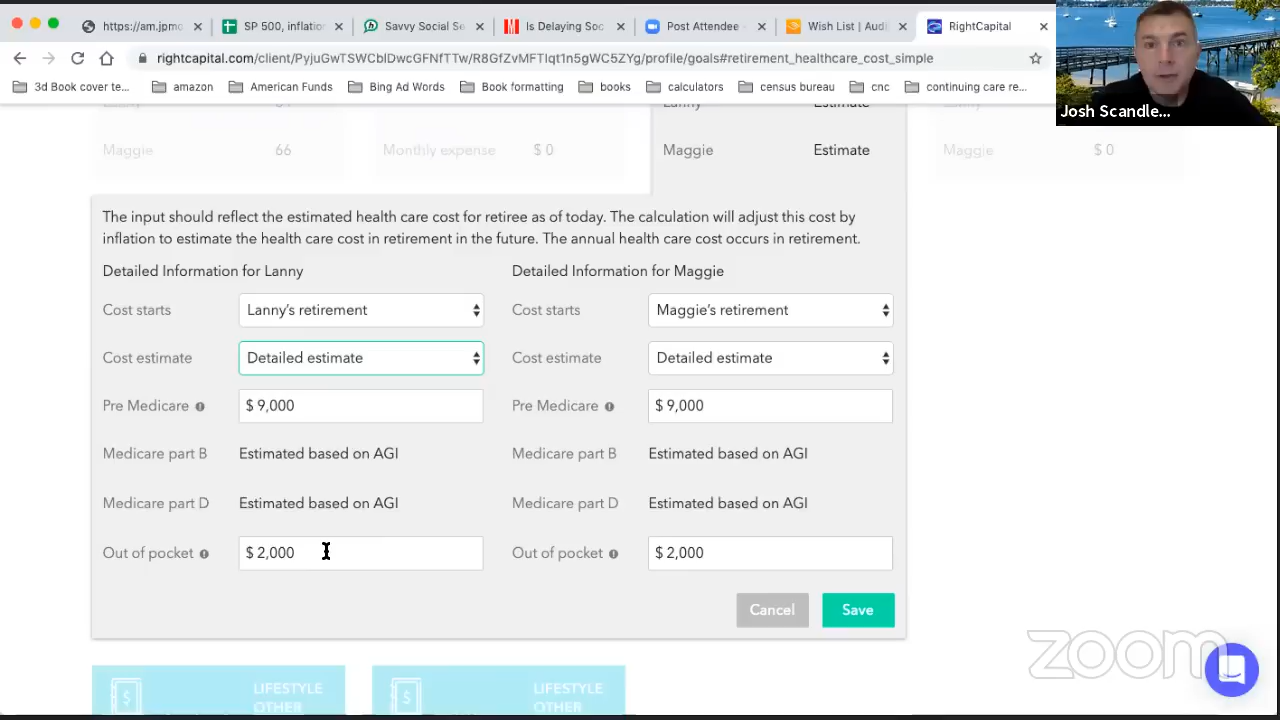 https://am.jpmo
SP 500, inflatio
Saves Social Se
Is Delaying Soc
Post Attendee -
Wish List | Audi
RightCapital
rightcapital.com/client/PyjuGwTSWCbIDwcGFNfTTw/R8GfZvMFTIqt1n5gWC5ZYg/profile/goals#retirement_healthcare_cost_simple
3d Book cover te...
amazon
American Funds
Bing Ad Words
Book formatting
books
calculators
census bureau
cnc
continuing care re...
Josh Scandle...
Lanny
Estimate
Maggie 66
Monthly expense $ 0
Maggie Estimate
Maggie $ 0
The input should reflect the estimated health care cost for retiree as of today. The calculation will adjust this cost by
inflation to estimate the health care cost in retirement in the future. The annual health care cost occurs in retirement.
Detailed Information for Lanny
Detailed Information for Maggie
Cost starts Lanny's retirement
Cost starts Maggie's retirement
Cost estimate Detailed estimate
Cost estimate Detailed estimate
Pre Medicare $ 9,000
Pre Medicare $ 9,000
Medicare part B Estimated based on AGI
Medicare part B Estimated based on AGI
Medicare part D Estimated based on AGI
Medicare part D Estimated based on AGI
Out of pocket $ 2,000
Out of pocket $ 2,000
Cancel
Save
zoom
LIFESTYLE
OTHER
LIFESTYLE
OTHER